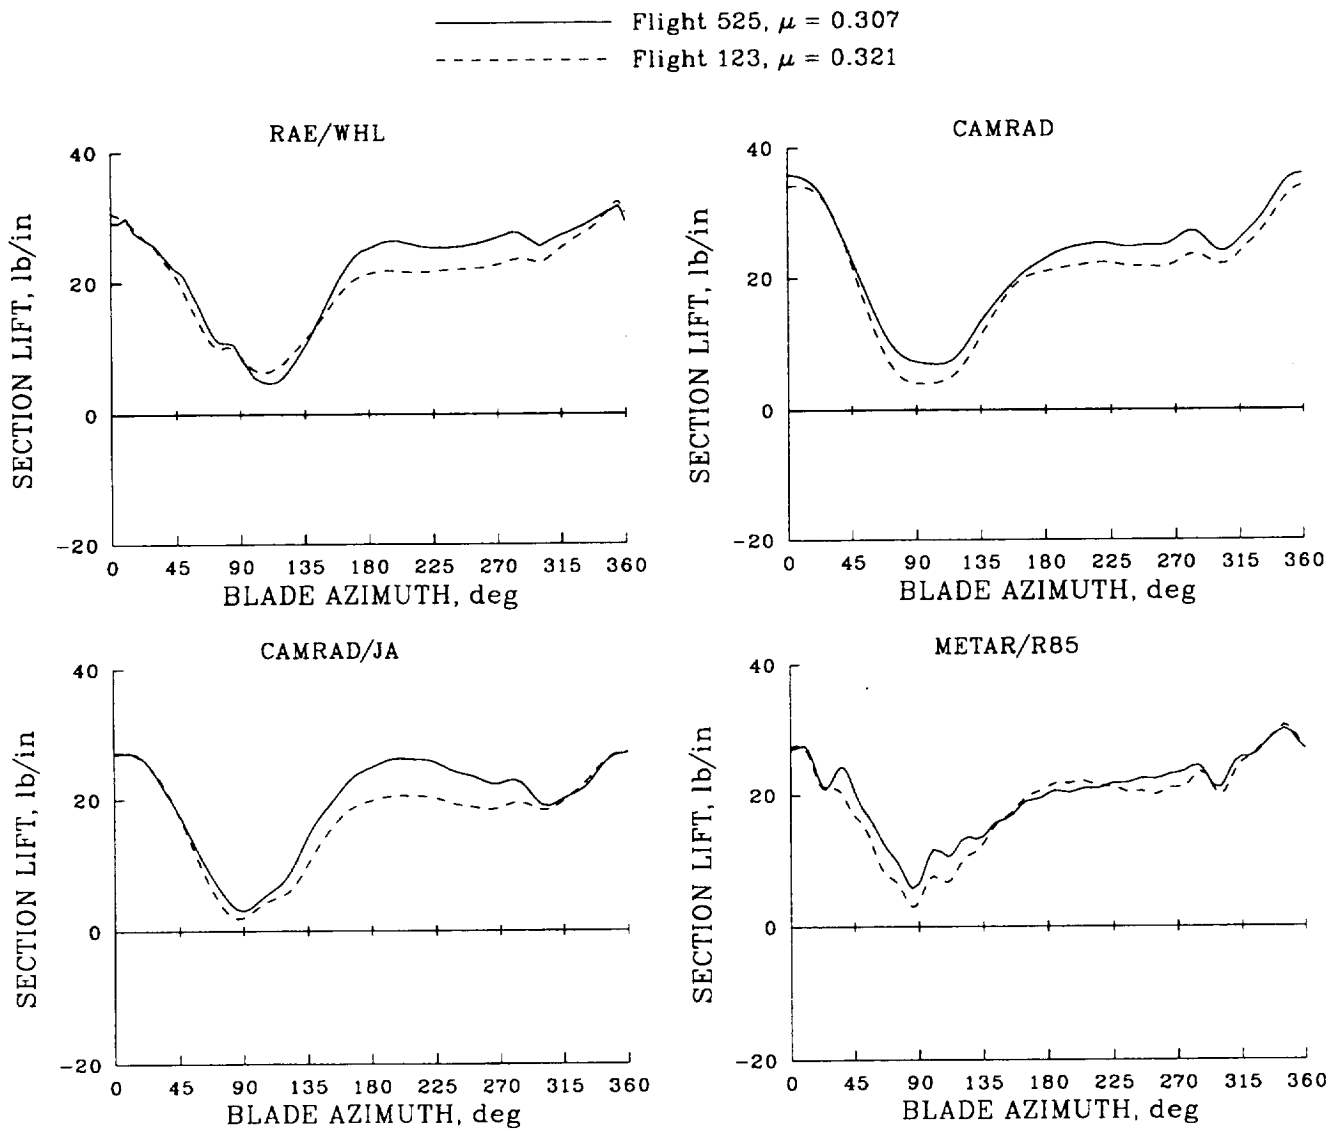 Flight 525, μ = 0.307
Flight 123, μ = 0.321
RAE/WHL
40
20
0
-20
SECTION LIFT, lb/in
0 45 90 135 180 225 270 315 360
BLADE AZIMUTH, deg
CAMRAD
40
20
0
-20
SECTION LIFT, lb/in
0 45 90 135 180 225 270 315 360
BLADE AZIMUTH, deg
CAMRAD/JA
40
20
0
-20
SECTION LIFT, lb/in
0 45 90 135 180 225 270 315 360
BLADE AZIMUTH, deg
METAR/R85
40
20
0
-20
SECTION LIFT, lb/in
0 45 90 135 180 225 270 315 360
BLADE AZIMUTH, deg